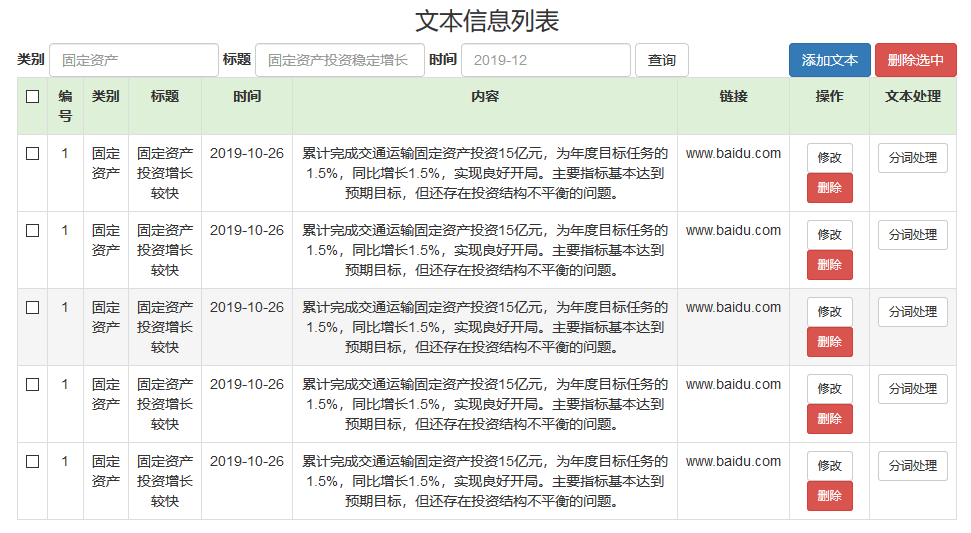 文本信息列表
类别 固定资产 标题 固定资产投资稳定增长 时间 2019-12 查询 添加文本 删除选中
编号 类别 标题 时间 内容 链接 操作 文本处理
1 固定资产 固定资产投资增长较快 2019-10-26 累计完成交通运输固定资产投资15亿元，为年度目标任务的1.5%，同比增长1.5%，实现良好开局。主要指标基本达到预期目标，但还存在投资结构不平衡的问题。 www.baidu.com 修改 删除 分词处理
1 固定资产 固定资产投资增长较快 2019-10-26 累计完成交通运输固定资产投资15亿元，为年度目标任务的1.5%，同比增长1.5%，实现良好开局。主要指标基本达到预期目标，但还存在投资结构不平衡的问题。 www.baidu.com 修改 删除 分词处理
1 固定资产 固定资产投资增长较快 2019-10-26 累计完成交通运输固定资产投资15亿元，为年度目标任务的1.5%，同比增长1.5%，实现良好开局。主要指标基本达到预期目标，但还存在投资结构不平衡的问题。 www.baidu.com 修改 删除 分词处理
1 固定资产 固定资产投资增长较快 2019-10-26 累计完成交通运输固定资产投资15亿元，为年度目标任务的1.5%，同比增长1.5%，实现良好开局。主要指标基本达到预期目标，但还存在投资结构不平衡的问题。 www.baidu.com 修改 删除 分词处理
1 固定资产 固定资产投资增长较快 2019-10-26 累计完成交通运输固定资产投资15亿元，为年度目标任务的1.5%，同比增长1.5%，实现良好开局。主要指标基本达到预期目标，但还存在投资结构不平衡的问题。 www.baidu.com 修改 删除 分词处理